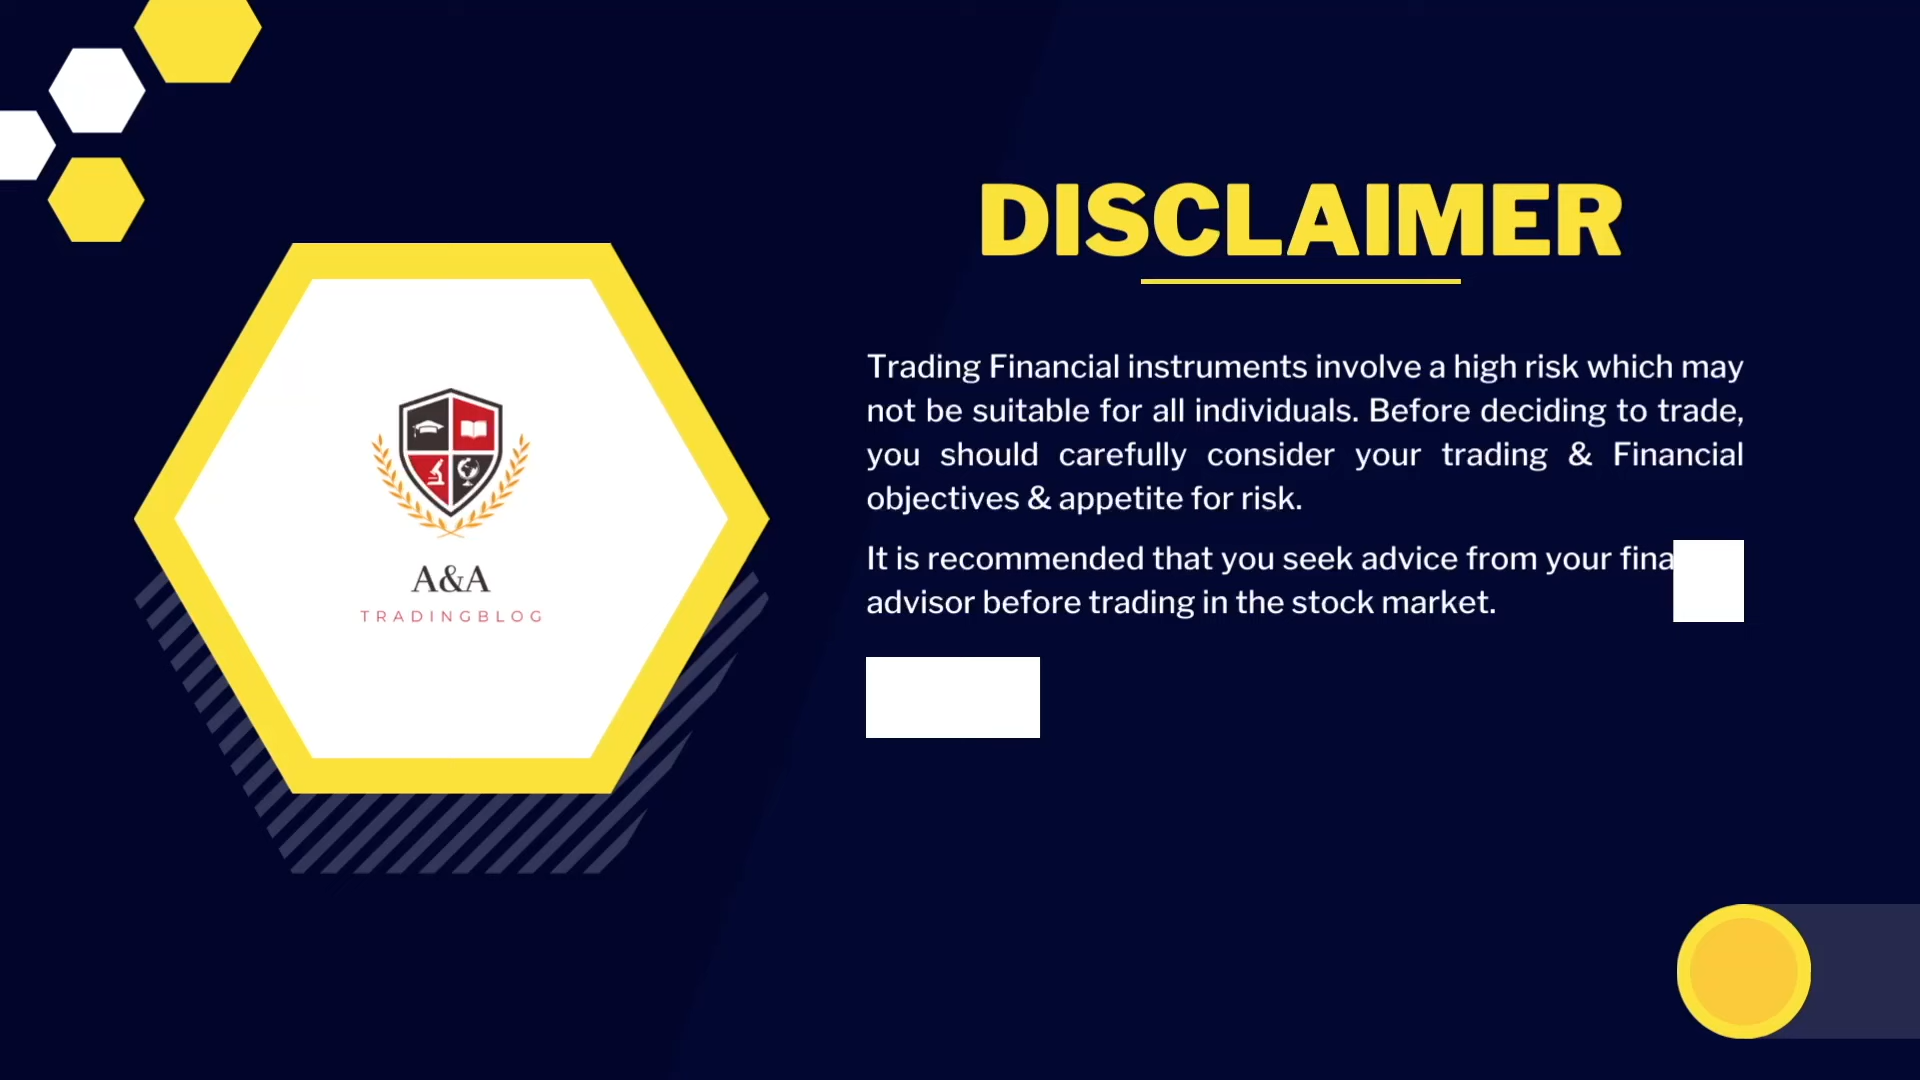 DISCLAIMER
Trading Financial instruments involve a high risk which may
not be suitable for all individuals. Before deciding to trade,
you should carefully consider your trading & Financial
objectives & appetite for risk.
It is recommended that you seek advice from your fina
advisor before trading in the stock market.
A&A
TRADINGBLOG